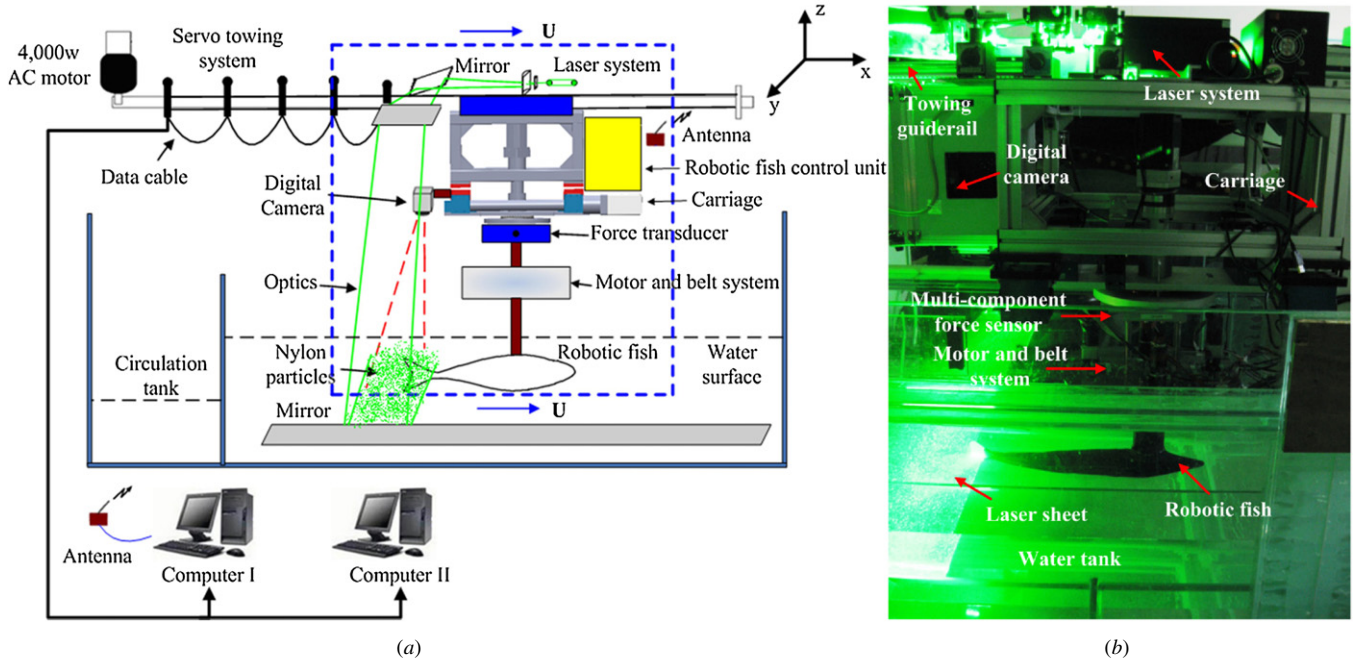 4,000w
AC motor
Servo towing
system
U
Mirror
Laser system
z
x
y
Data cable
Antenna
Robotic fish control unit
Digital
Camera
Carriage
Force transducer
Optics
Motor and belt system
Circulation
tank
Nylon
particles
Robotic fish
Water
surface
Mirror
U
Antenna
Computer I
Computer II
(a)
Laser system
Towing
guiderail
Digital
camera
Carriage
Multi-component
force sensor
Motor and belt
system
Laser sheet
Robotic fish
Water tank
(b)